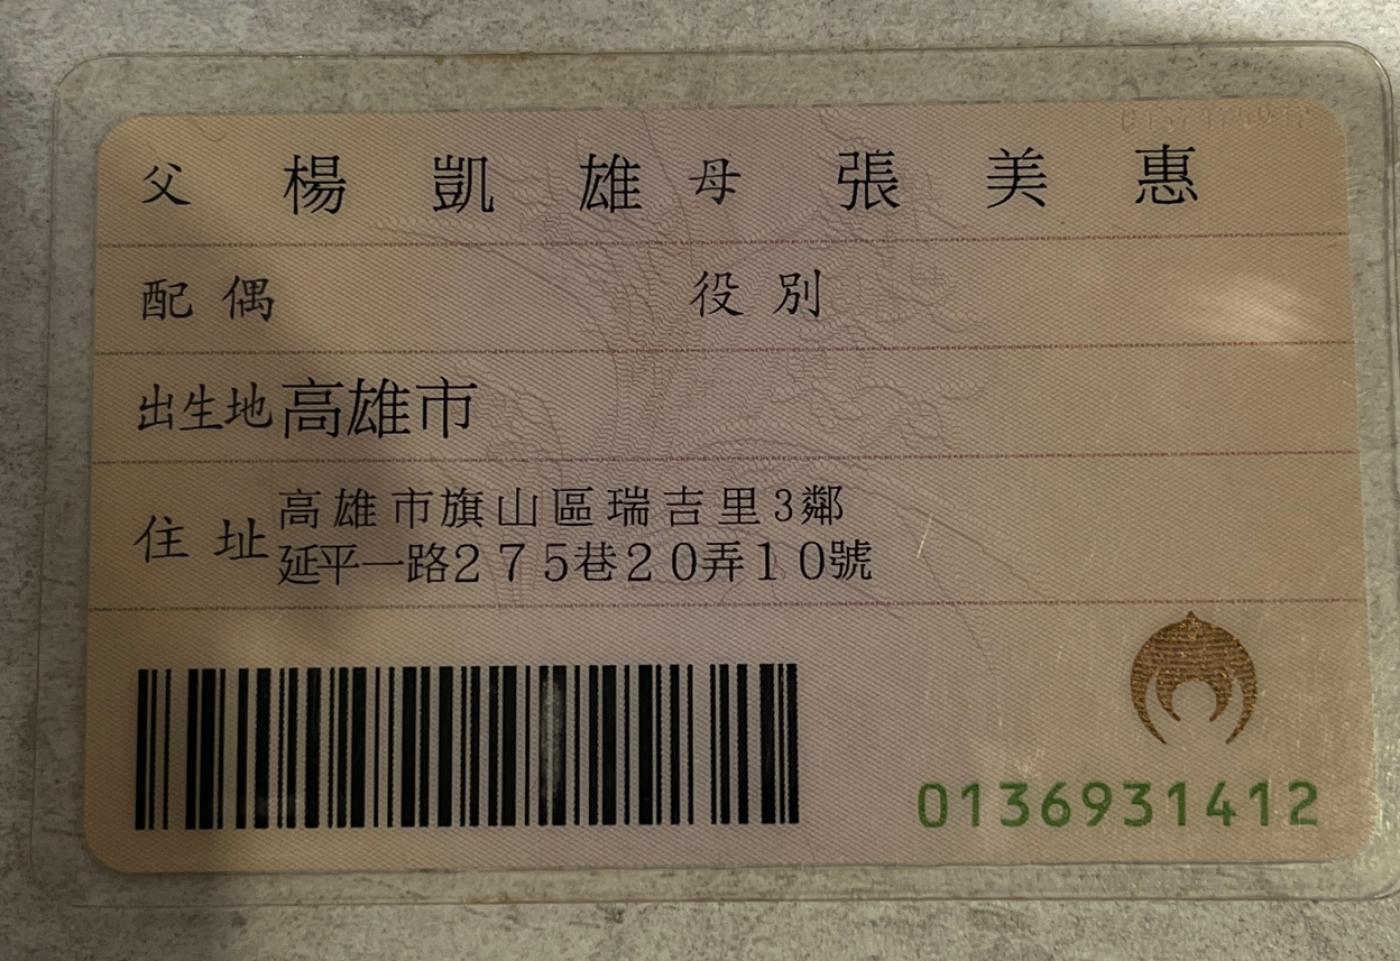 父 楊凱雄 母 張美惠
配偶 役別
出生地 高雄市
住址 高雄市旗山區瑞吉里3鄰
延平一路275巷20弄10號
0136931412